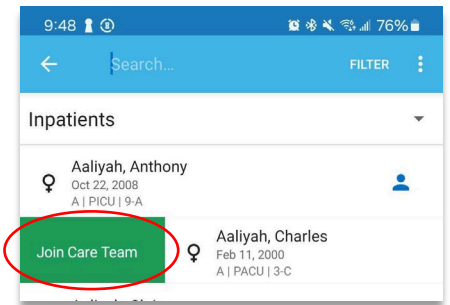 9:48 76%
Search... FILTER
Inpatients
Aaliyah, Anthony
Oct 22, 2008
A | PICU | 9-A
Join Care Team
Aaliyah, Charles
Feb 11, 2000
A | PACU | 3-C